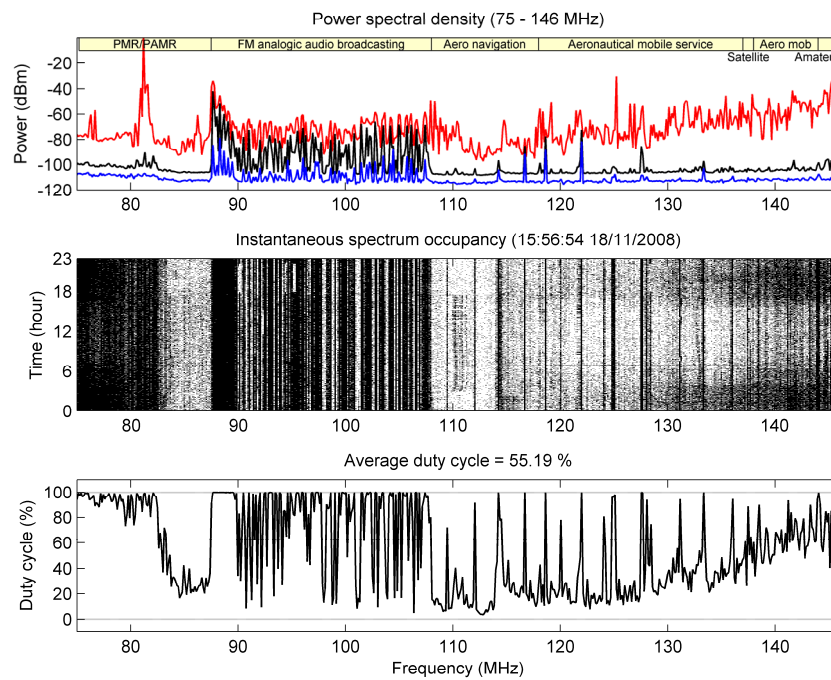 Power spectral density (75 - 146 MHz)
PMR/PAMR FM analogic audio broadcasting Aero navigation Aeronautical mobile service Aero mob
Satellite Amateu
Power (dBm)
-20
-40
-60
-80
-100
-120
80 90 100 110 120 130 140
Instantaneous spectrum occupancy (15:56:54 18/11/2008)
Time (hour)
23
18
12
6
0
80 90 100 110 120 130 140
Average duty cycle = 55.19 %
Duty cycle (%)
100
80
60
40
20
0
80 90 100 110 120 130 140
Frequency (MHz)